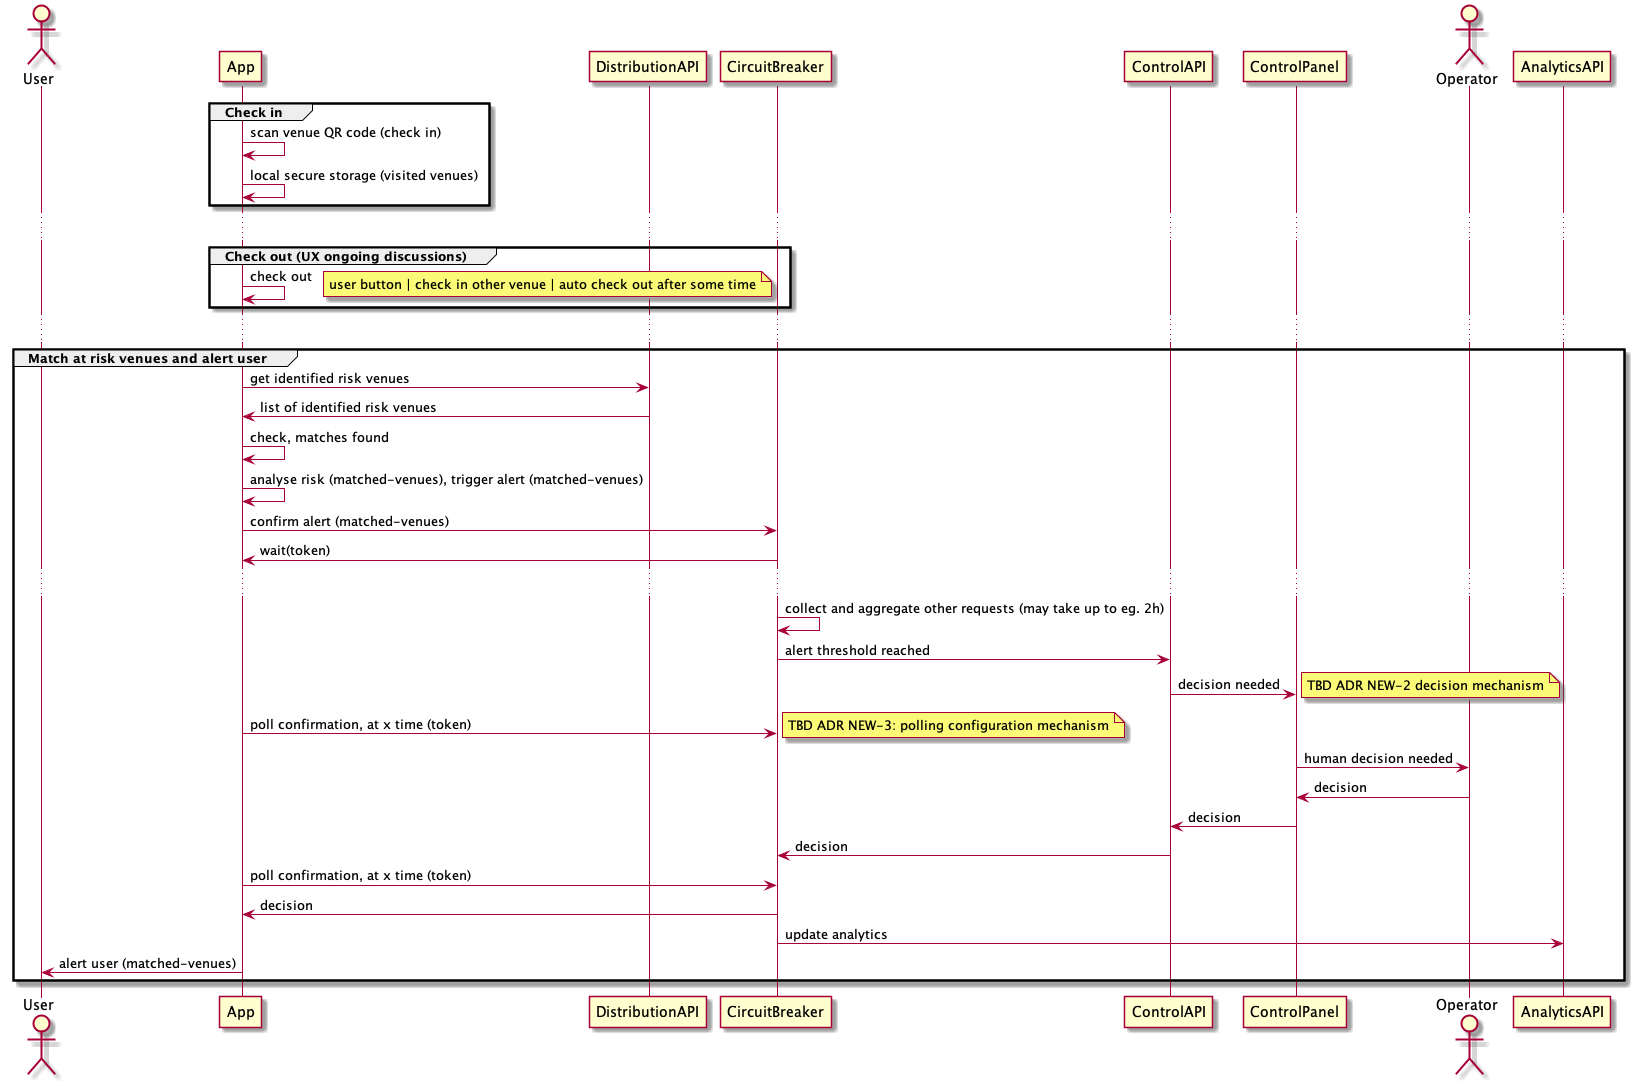 User
App
DistributionAPI
CircuitBreaker
ControlAPI
ControlPanel
Operator
AnalyticsAPI
Check in
scan venue QR code (check in)
local secure storage (visited venues)
Check out (UX ongoing discussions)
check out
user button | check in other venue | auto check out after some time
Match at risk venues and alert user
get identified risk venues
list of identified risk venues
check, matches found
analyse risk (matched-venues), trigger alert (matched-venues)
confirm alert (matched-venues)
wait(token)
collect and aggregate other requests (may take up to eg. 2h)
alert threshold reached
decision needed
TBD ADR NEW-2 decision mechanism
poll confirmation, at x time (token)
TBD ADR NEW-3: polling configuration mechanism
human decision needed
decision
decision
decision
poll confirmation, at x time (token)
decision
update analytics
alert user (matched-venues)
User
App
DistributionAPI
CircuitBreaker
ControlAPI
ControlPanel
Operator
AnalyticsAPI